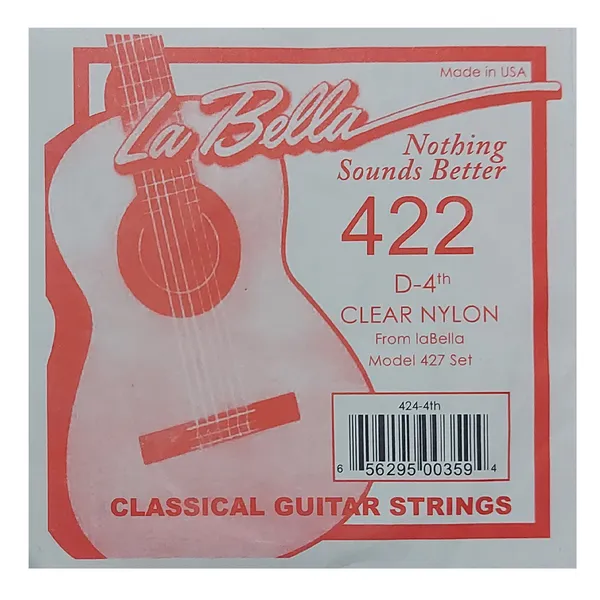 Made in USA
La Bella
Nothing
Sounds Better
422
D-4th
CLEAR NYLON
From laBella
Model 427 Set
424-4th
6 56295 00359 4
CLASSICAL GUITAR STRINGS